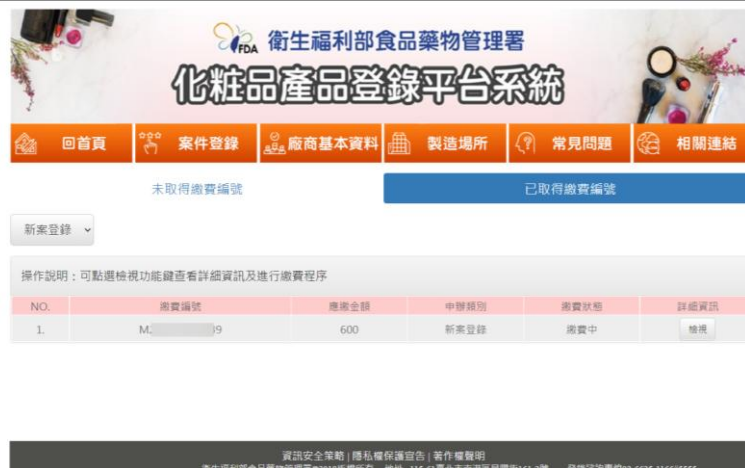 FDA 衛生福利部食品藥物管理署
化粧品產品登錄平台系統
回首頁 案件登錄 廠商基本資料 製造場所 常見問題 相關連結
未取得繳費編號 已取得繳費編號
新案登錄
操作說明：可點選檢視功能鍵查看詳細資訊及進行繳費程序
NO. 繳費編號 應繳金額 申辦類別 繳費狀態 詳細資訊
1. M 9 600 新案登錄 繳費中 檢視
資訊安全策略 | 隱私權保護宣告 | 著作權聲明